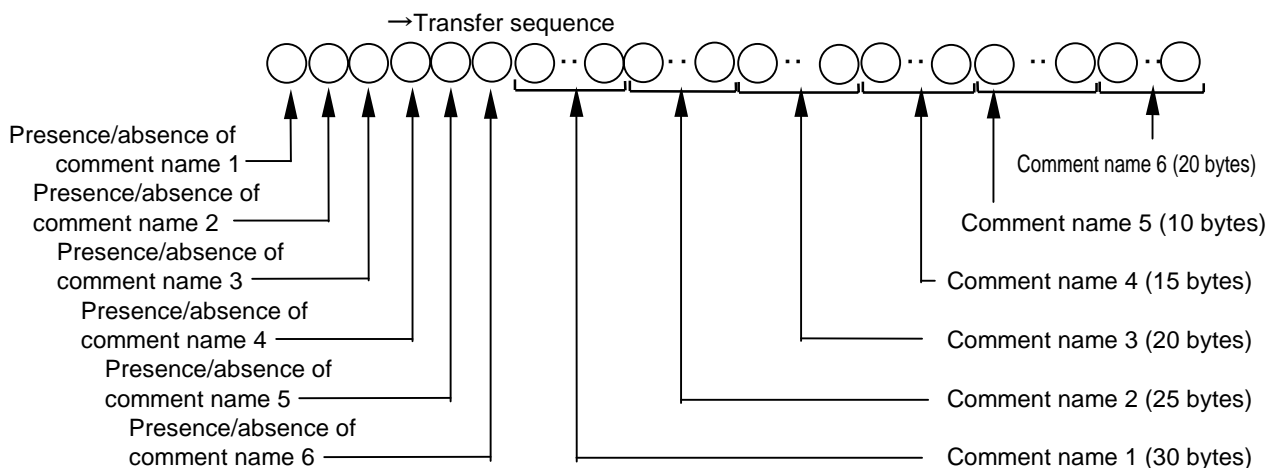 →Transfer sequence
Presence/absence of
comment name 1
Presence/absence of
comment name 2
Presence/absence of
comment name 3
Presence/absence of
comment name 4
Presence/absence of
comment name 5
Presence/absence of
comment name 6
Comment name 6 (20 bytes)
Comment name 5 (10 bytes)
Comment name 4 (15 bytes)
Comment name 3 (20 bytes)
Comment name 2 (25 bytes)
Comment name 1 (30 bytes)